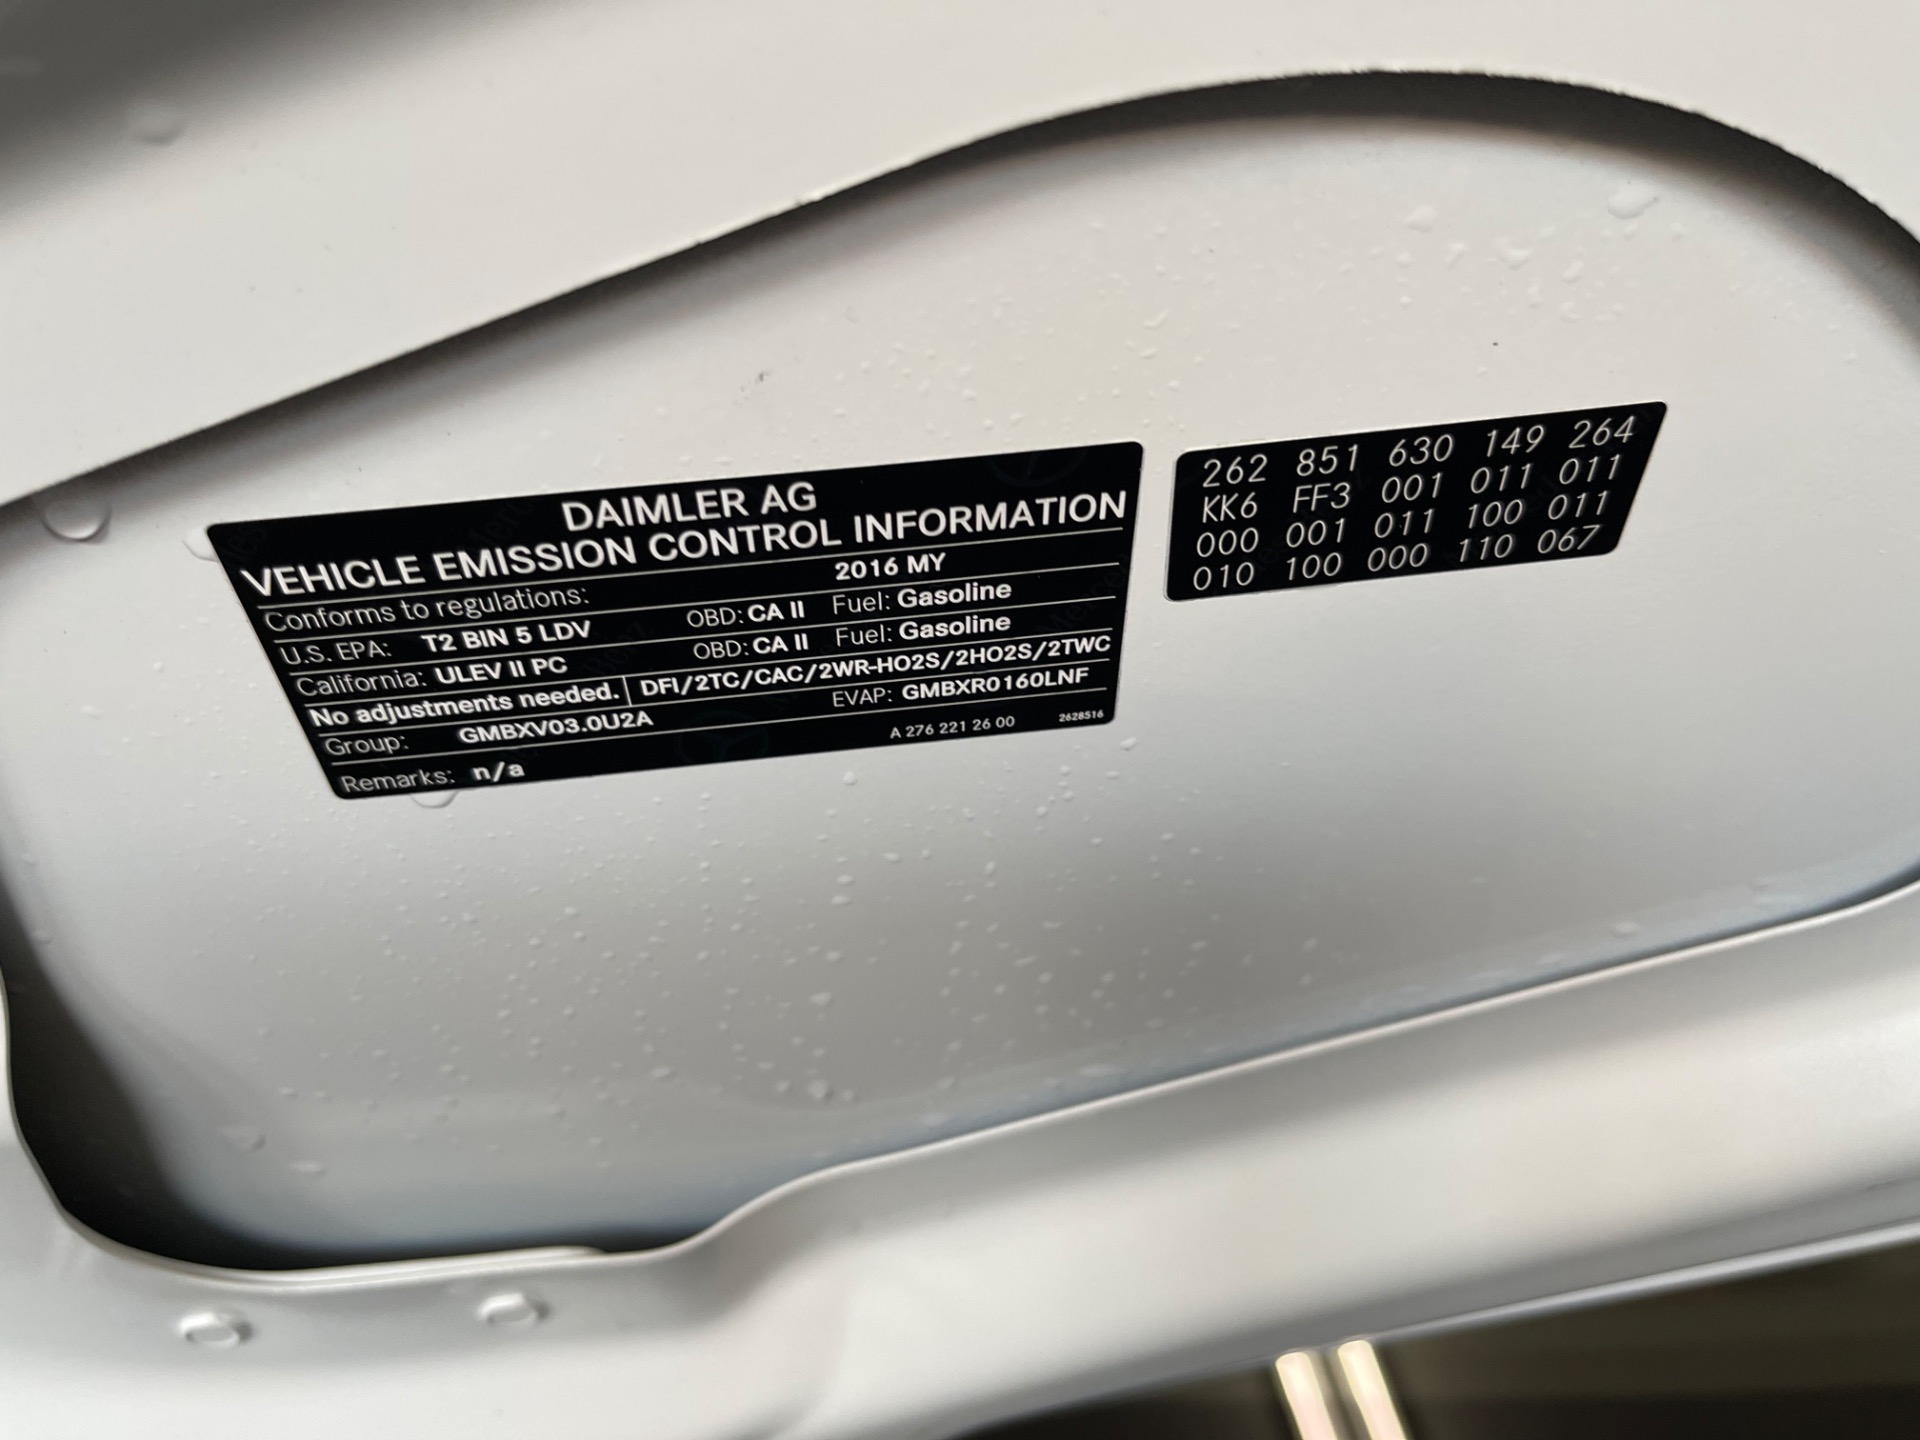 DAIMLER AG
VEHICLE EMISSION CONTROL INFORMATION
Conforms to regulations: 2016 MY
U.S. EPA: T2 BIN 5 LDV OBD: CA II Fuel: Gasoline
California: ULEV II PC OBD: CA II Fuel: Gasoline
No adjustments needed. DFI/2TC/CAC/2WR-HO2S/2HO2S/2TWC
Group: GMBXV03.0U2A EVAP: GMBXR0160LNF
Remarks: n/a A 276 221 26 00 2628516
262 851 630 149 264
KK6 FF3 001 011 011
000 001 011 100 011
010 100 000 110 067